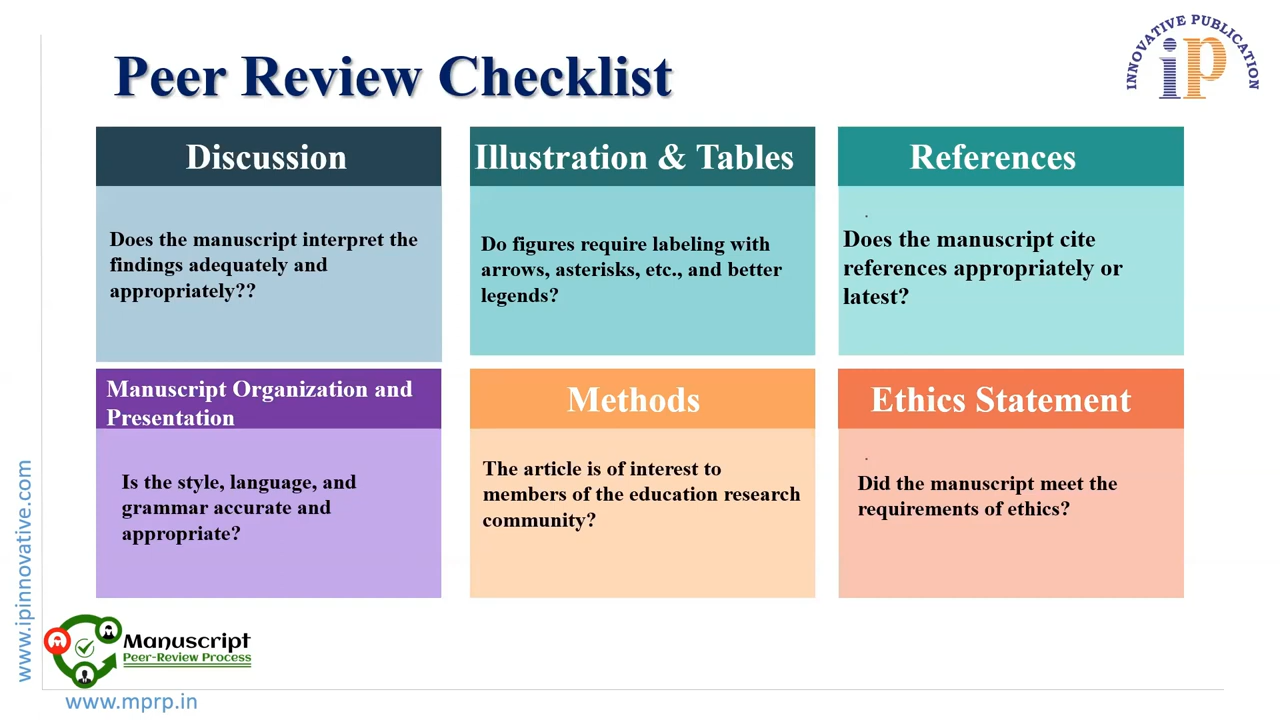 Peer Review Checklist
INNOVATIVE PUBLICATION
iP
Discussion
Does the manuscript interpret the
findings adequately and
appropriately??
Illustration & Tables
Do figures require labeling with
arrows, asterisks, etc., and better
legends?
References
Does the manuscript cite
references appropriately or
latest?
Manuscript Organization and
Presentation
Is the style, language, and
grammar accurate and
appropriate?
Methods
The article is of interest to
members of the education research
community?
Ethics Statement
Did the manuscript meet the
requirements of ethics?
www.ipinnovative.com
Manuscript
Peer-Review Process
www.mprp.in